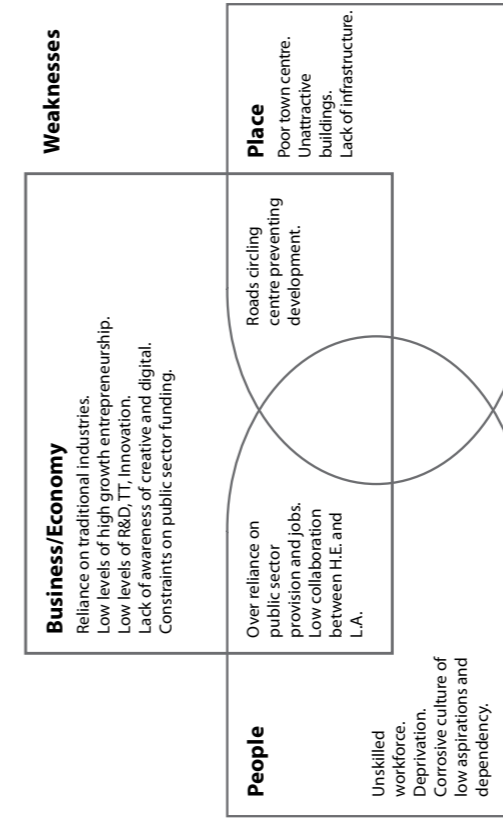 Weaknesses
Business/Economy
Reliance on traditional industries.
Low levels of high growth entrepreneurship.
Low levels of R&D, TT, Innovation.
Lack of awareness of creative and digital.
Constraints on public sector funding.
People
Unskilled
workforce.
Deprivation.
Corrosive culture of
low aspirations and
dependency.
Over reliance on
public sector
provision and jobs.
Low collaboration
between H.E. and
L.A.
Roads circling
centre preventing
development.
Place
Poor town centre.
Unattractive
buildings.
Lack of infrastructure.